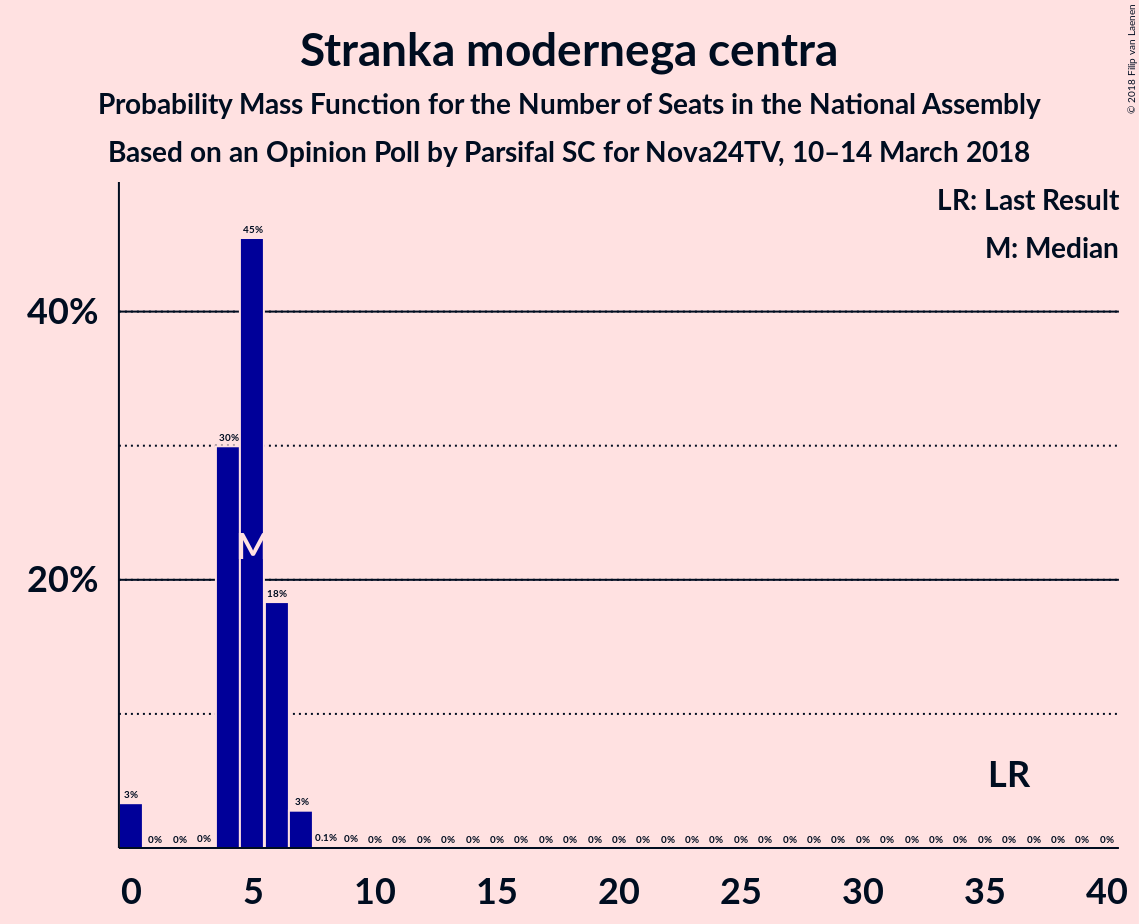 Stranka modernega centra
Probability Mass Function for the Number of Seats in the National Assembly
Based on an Opinion Poll by Parsifal SC for Nova24TV, 10–14 March 2018
© 2018 Filip van Laenen
LR: Last Result
M: Median
45%
40%
30%
M
20%
18%
LR
3% 0% 0% 0% 3% 0.1% 0% 0% 0% 0% 0% 0% 0% 0% 0% 0% 0% 0% 0% 0% 0% 0% 0% 0% 0% 0% 0% 0% 0% 0% 0% 0% 0% 0% 0% 0% 0% 0%
0 5 10 15 20 25 30 35 40